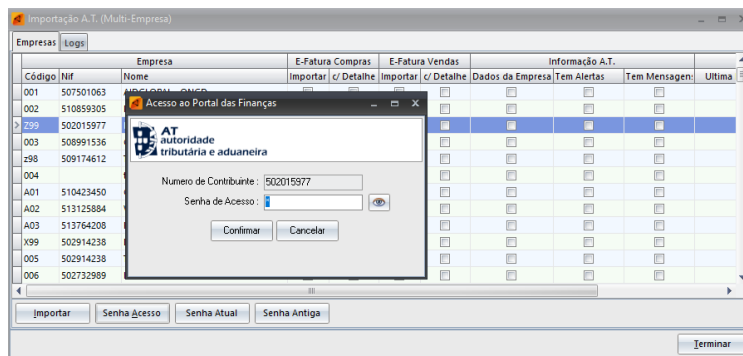 Importação A.T. (Multi-Empresa)
Empresas Logs
Empresa E-Fatura Compras E-Fatura Vendas Informação A.T.
Código Nif Nome Importar c/ Detalhe Importar c/ Detalhe Dados da Empresa Tem Alertas Tem Mensagen: Ultima
001 507501063
002 510859305
Z99 502015977
003 508991536
z98 509174612
004
A01 510423450
A02 513125884
A03 513764208
X99 502914238
005 502914238
006 502732989
Acesso ao Portal das Finanças
AT
autoridade
tributária e aduaneira
Numero de Contribuinte : 502015977
Senha de Acesso : *
Confirmar Cancelar
Importar Senha Acesso Senha Atual Senha Antiga
Terminar